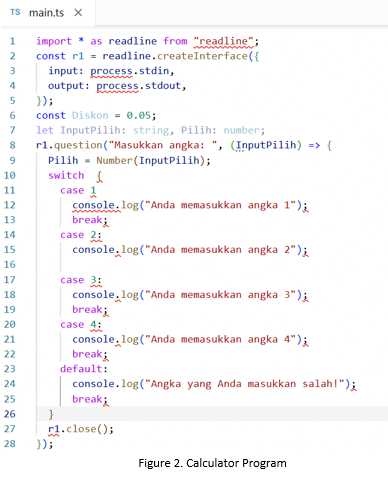 TS main.ts ×
1 import * as readline from "readline";
2 const r1 = readline.createInterface({
3 input: process.stdin,
4 output: process.stdout,
5 });
6 const Diskon = 0.05;
7 let InputPilih: string, Pilih: number;
8 r1.question("Masukkan angka: ", (InputPilih) => {
9 Pilih = Number(InputPilih);
10 switch {
11 case 1
12 console.log("Anda memasukkan angka 1");
13 break;
14 case 2:
15 console.log("Anda memasukkan angka 2");
16
17 case 3:
18 console.log("Anda memasukkan angka 3");
19 break;
20 case 4:
21 console.log("Anda memasukkan angka 4");
22 break;
23 default:
24 console.log("Angka yang Anda masukkan salah!");
25 break;
26 }
27 r1.close();
28 });
Figure 2. Calculator Program